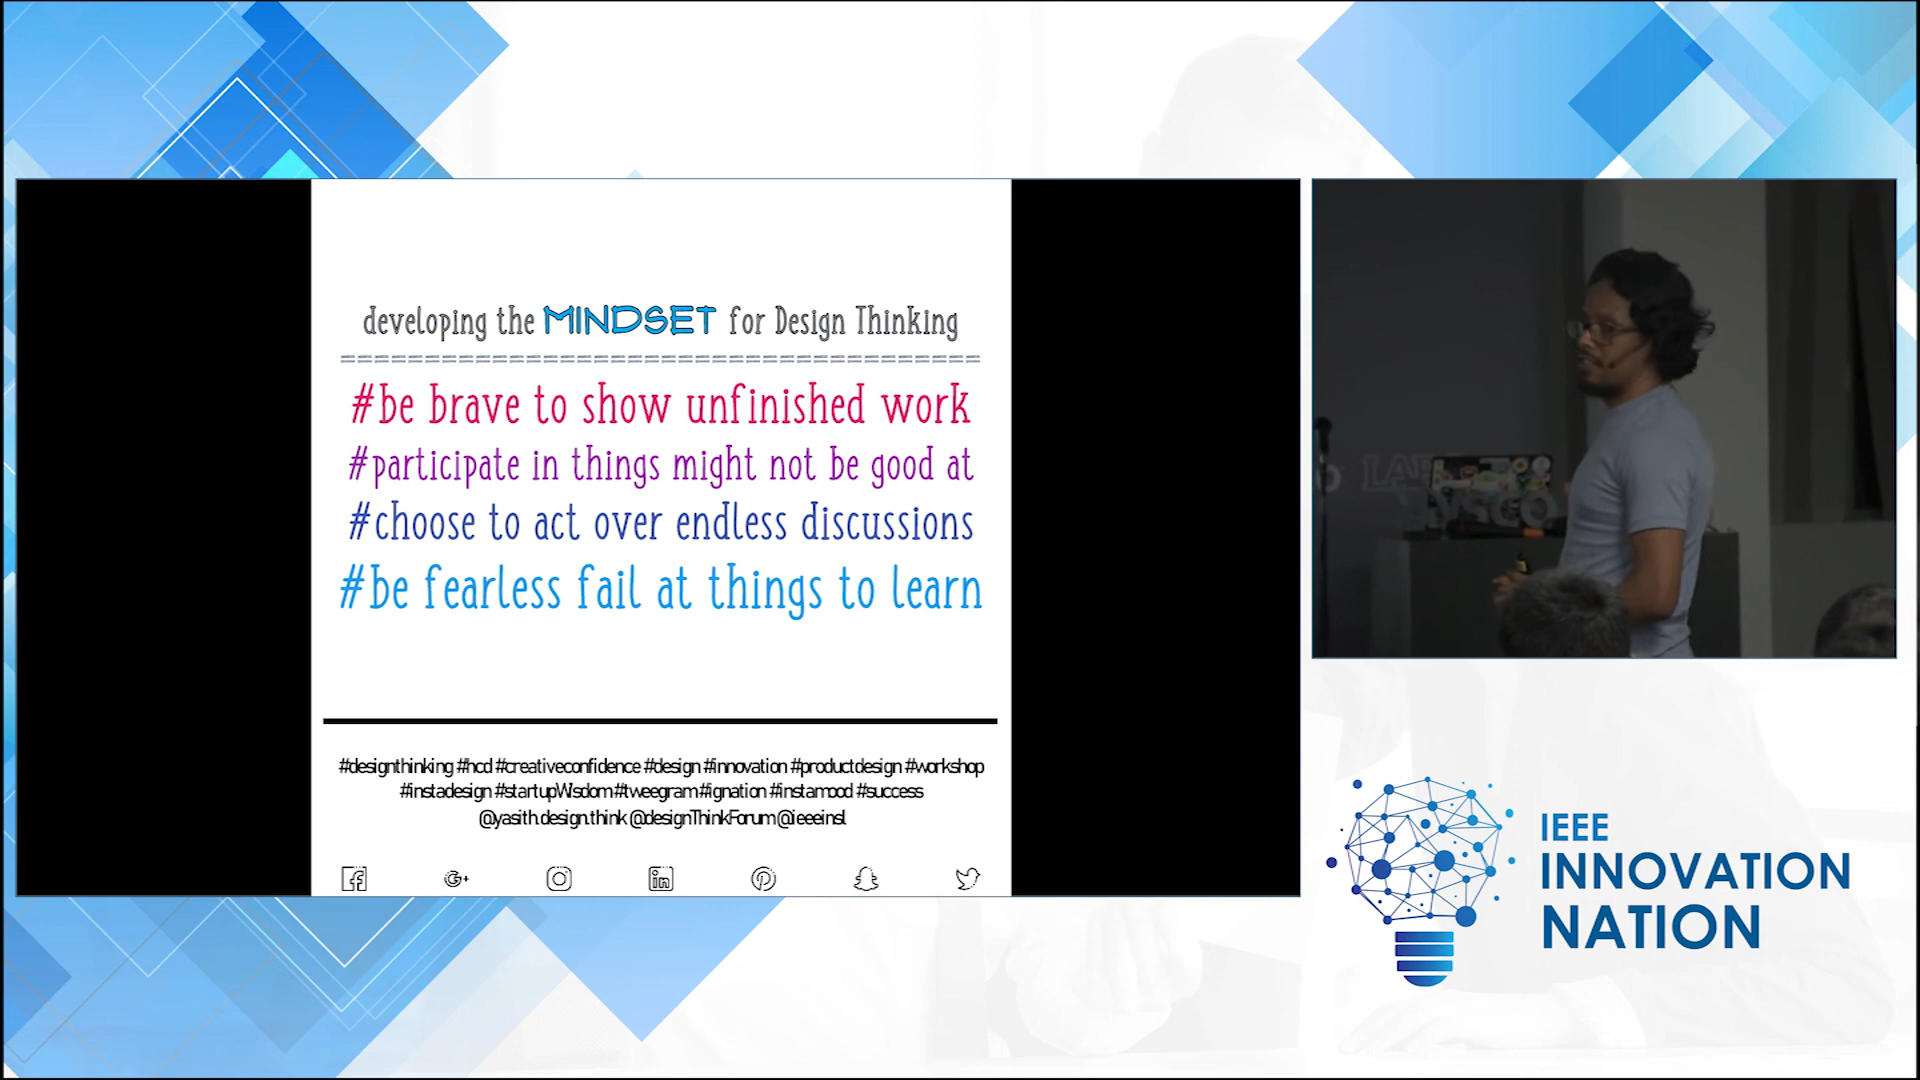 developing the MINDSET for Design Thinking
======================================
#be brave to show unfinished work
#participate in things might not be good at
#choose to act over endless discussions
#be fearless fail at things to learn
#designthinking #hcd #creativeconfidence #design #innovation #productdesign #workshop
#instadesign #startupWisdom #tweegram #ignation #instamood #success
@yasith.design.think @designThinkForum @ieeeinsl
IEEE
INNOVATION
NATION